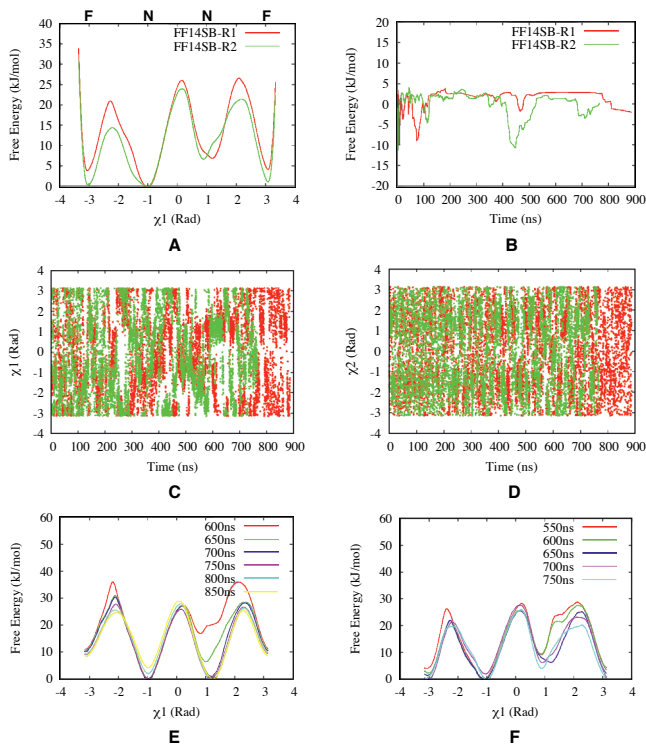 F N N F
FF14SB-R1
FF14SB-R2
40
35
30
25
20
15
10
5
0
Free Energy (kJ/mol)
-4 -3 -2 -1 0 1 2 3 4
χ1 (Rad)
A
FF14SB-R1
FF14SB-R2
20
15
10
5
0
-5
-10
-15
-20
Free Energy (kJ/mol)
0 100 200 300 400 500 600 700 800 900
Time (ns)
B
4
3
2
1
0
-1
-2
-3
-4
χ1 (Rad)
0 100 200 300 400 500 600 700 800 900
Time (ns)
C
4
3
2
1
0
-1
-2
-3
-4
χ2 (Rad)
0 100 200 300 400 500 600 700 800 900
Time (ns)
D
600ns
650ns
700ns
750ns
800ns
850ns
60
50
40
30
20
10
0
Free Energy (kJ/mol)
-4 -3 -2 -1 0 1 2 3 4
χ1 (Rad)
E
550ns
600ns
650ns
700ns
750ns
60
50
40
30
20
10
0
Free Energy (kJ/mol)
-4 -3 -2 -1 0 1 2 3 4
χ1 (Rad)
F